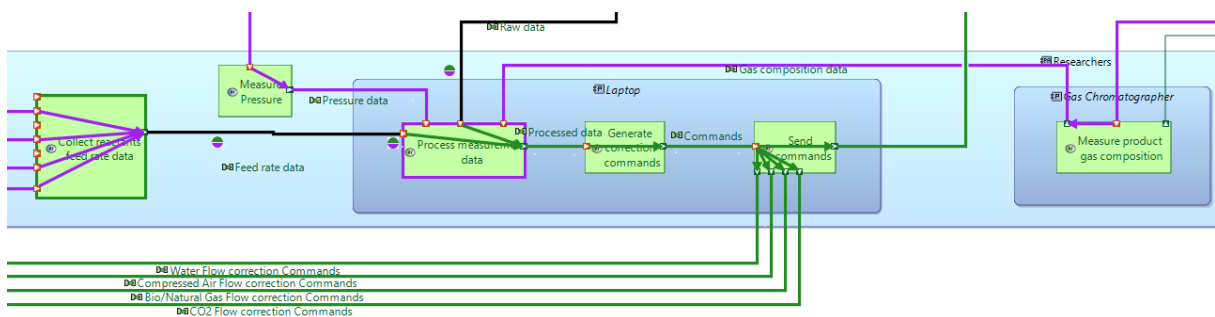 Raw data
Researchers
Gas composition data
Measure
Pressure
Laptop
Gas Chromatographer
Pressure data
Collect reactants
feed rate data
Processed data
Process measurement
data
Generate
correction
commands
Commands
Send
commands
Measure product
gas composition
Feed rate data
Water Flow correction Commands
Compressed Air Flow correction Commands
Bio/Natural Gas Flow correction Commands
CO2 Flow correction Commands